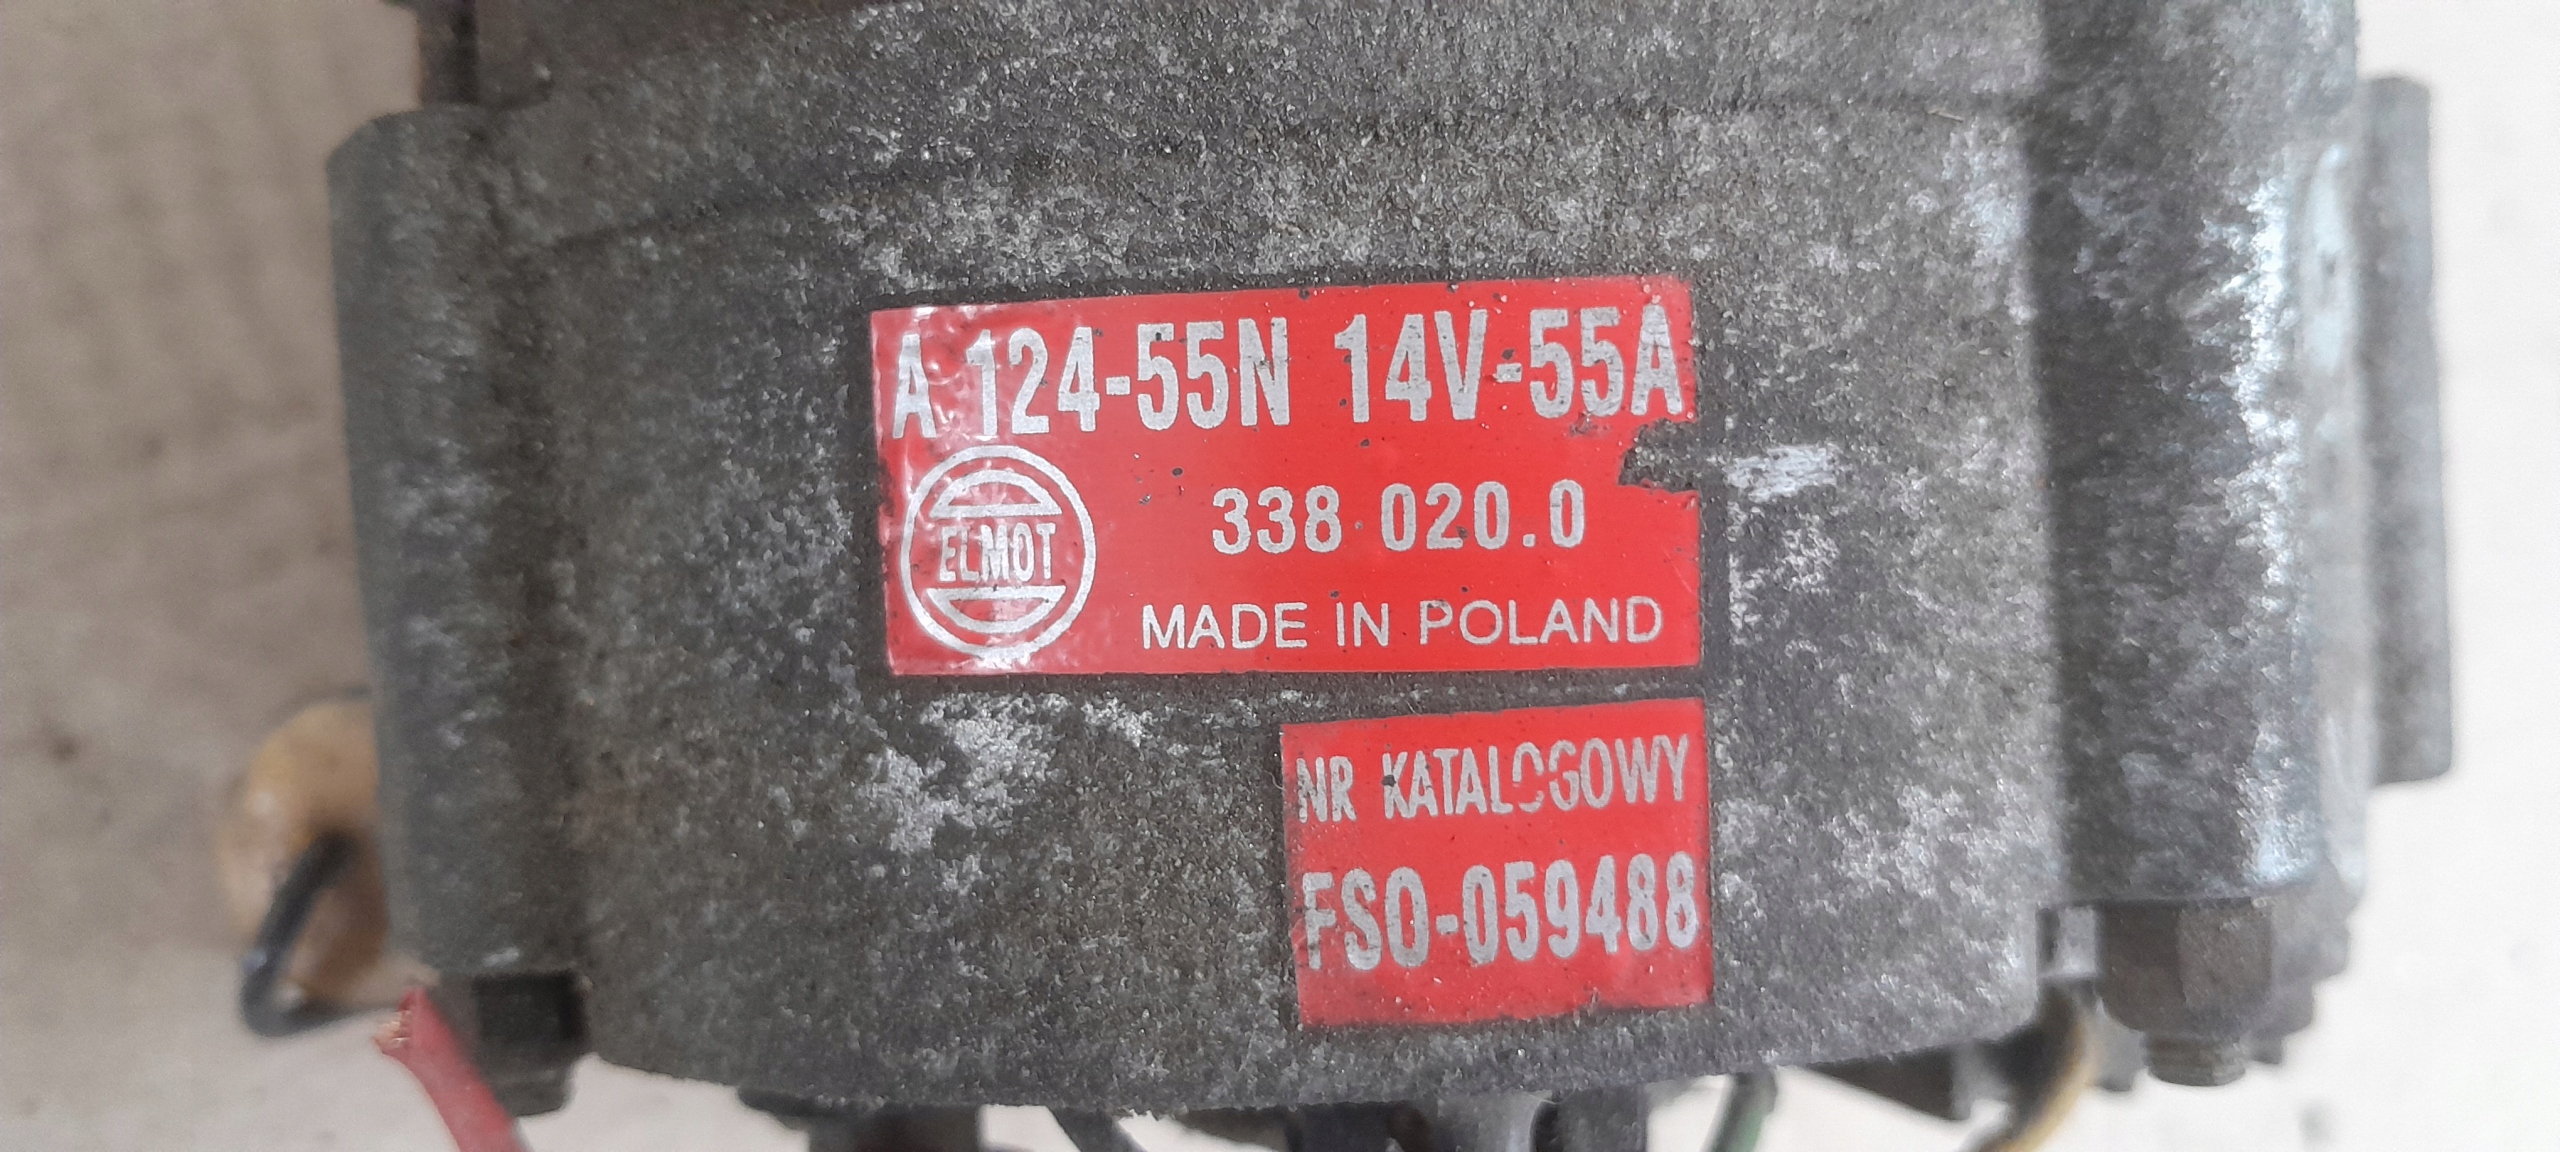 A 124-55N 14V-55A
338 020.0
ELMOT
MADE IN POLAND
NR KATALOGOWY
FSO-059488